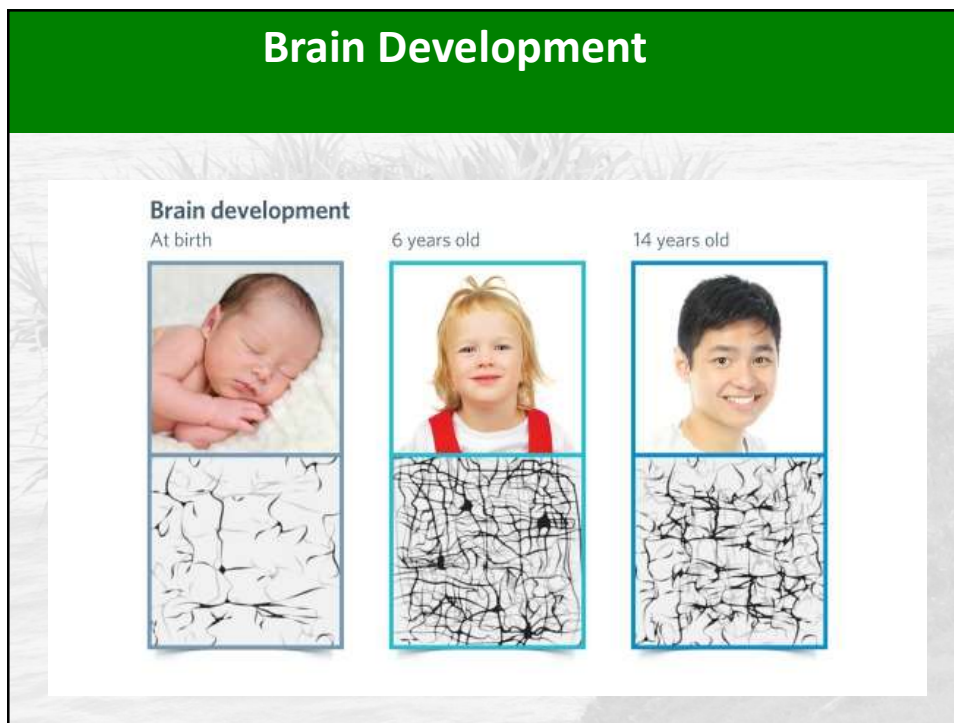 Brain Development
Brain development
At birth
6 years old
14 years old